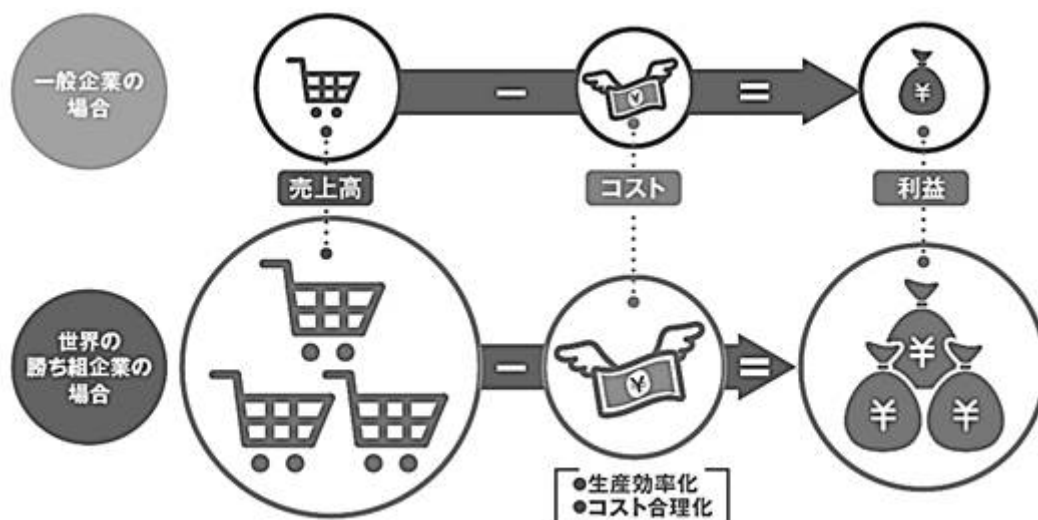 一般企業の
場合
−
¥
=
¥
売上高
コスト
利益
世界の
勝ち組企業の
場合
−
¥
=
¥
¥
¥
●生産効率化
●コスト合理化